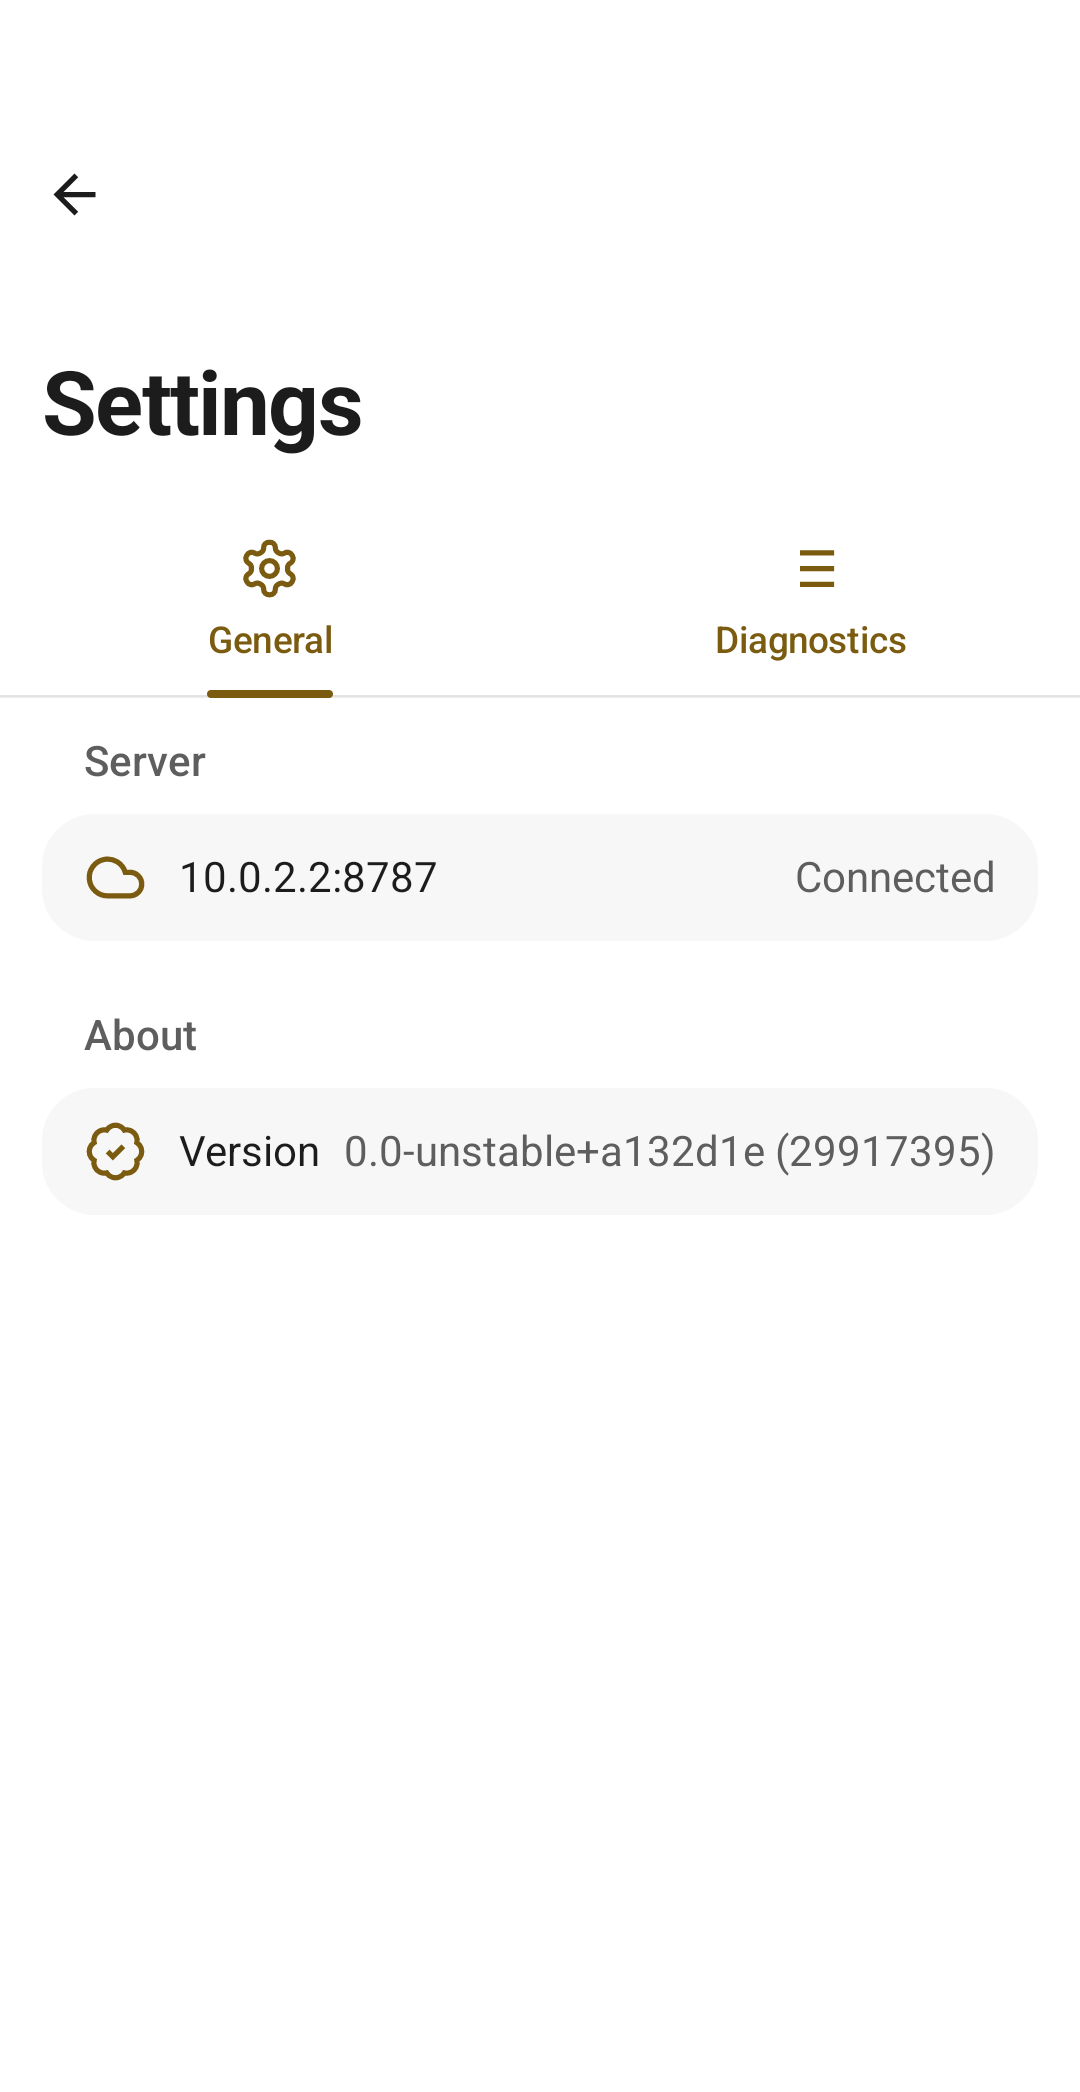 Settings
General
Diagnostics
Server
10.0.2.2:8787 Connected
About
Version 0.0-unstable+a132d1e (29917395)